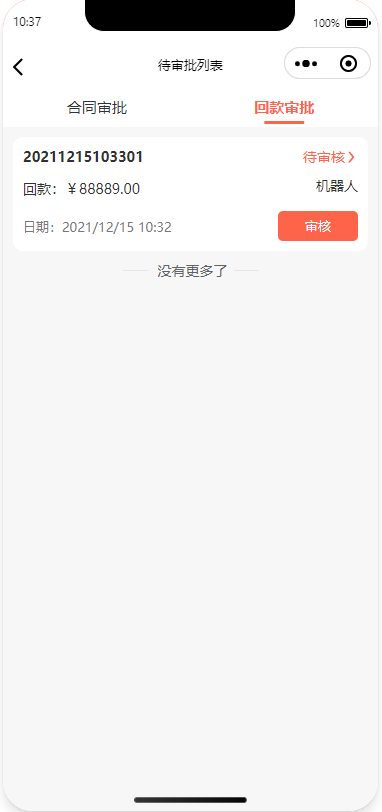 10:37
100%
待审批列表
合同审批
回款审批
20211215103301
待审核
回款：￥88889.00
机器人
日期：2021/12/15 10:32
审核
没有更多了